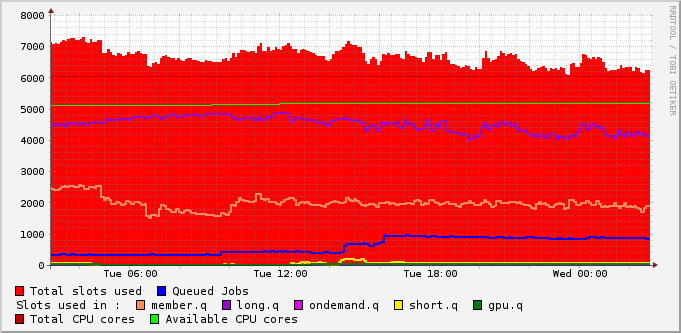 8000
7000
6000
5000
4000
3000
2000
1000
0
Tue 06:00 Tue 12:00 Tue 18:00 Wed 00:00
Total slots used Queued Jobs
Slots used in : member.q long.q ondemand.q short.q gpu.q
Total CPU cores Available CPU cores
RRDTOOL / TOBI OETIKER